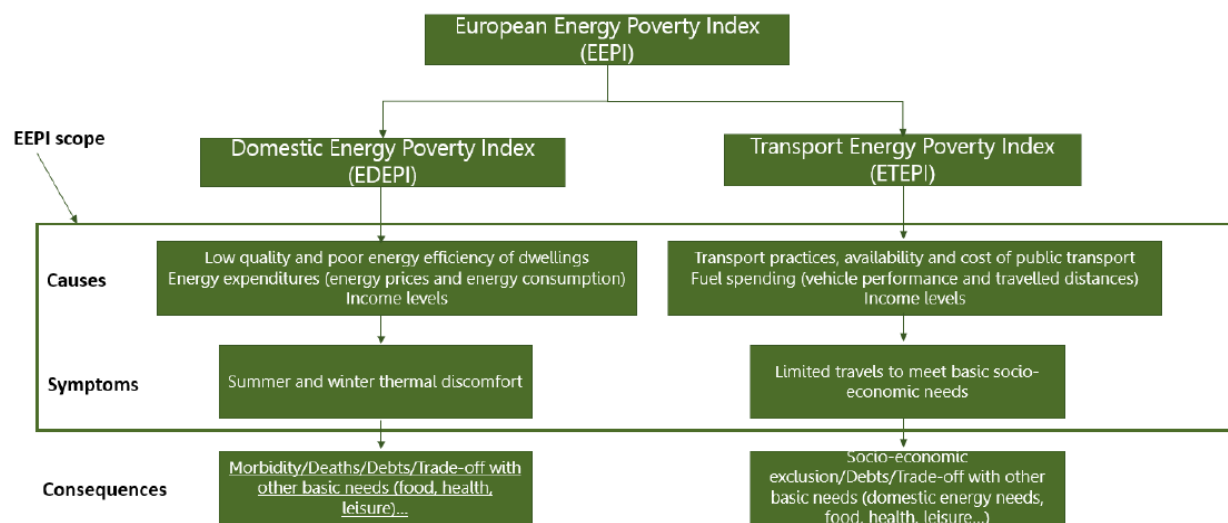 European Energy Poverty Index
(EEPI)
EEPI scope
Domestic Energy Poverty Index
(EDEPI)
Transport Energy Poverty Index
(ETEPI)
Causes
Low quality and poor energy efficiency of dwellings
Energy expenditures (energy prices and energy consumption)
Income levels
Transport practices, availability and cost of public transport
Fuel spending (vehicle performance and travelled distances)
Income levels
Symptoms
Summer and winter thermal discomfort
Limited travels to meet basic socio-
economic needs
Consequences
Morbidity/Deaths/Debts/Trade-off with
other basic needs (food, health,
leisure)...
Socio-economic
exclusion/Debts/Trade-off with other
basic needs (domestic energy needs,
food, health, leisure...)